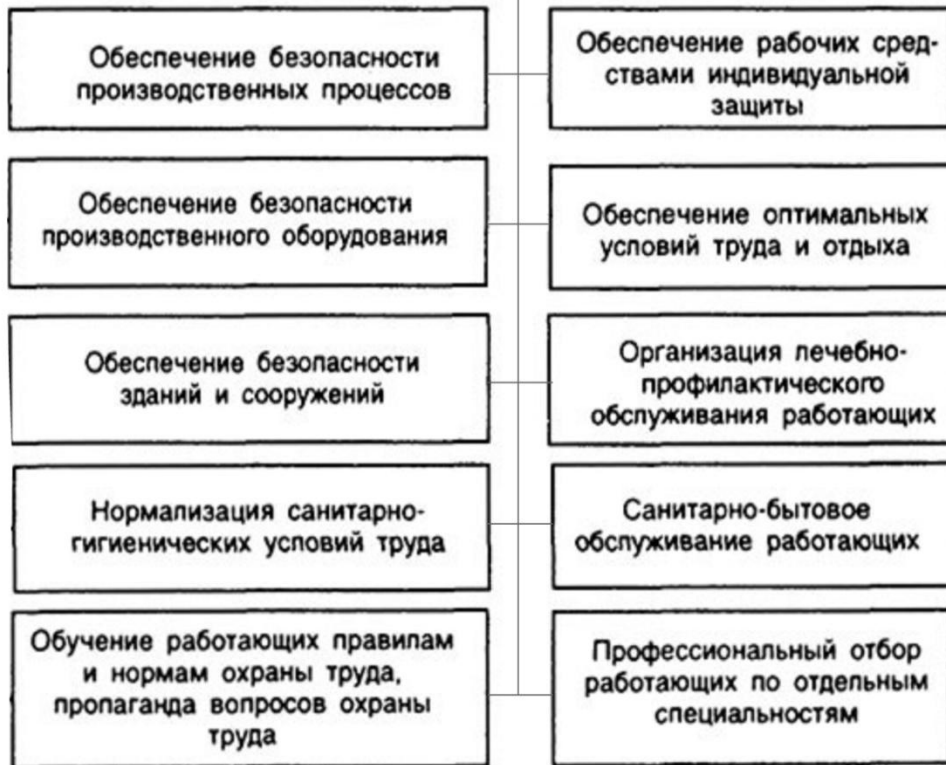 Обеспечение безопасности
производственных процессов
Обеспечение рабочих сред-
ствами индивидуальной
защиты
Обеспечение безопасности
производственного оборудования
Обеспечение оптимальных
условий труда и отдыха
Обеспечение безопасности
зданий и сооружений
Организация лечебно-
профилактического
обслуживания работающих
Нормализация санитарно-
гигиенических условий труда
Санитарно-бытовое
обслуживание работающих
Обучение работающих правилам
и нормам охраны труда,
пропаганда вопросов охраны
труда
Профессиональный отбор
работающих по отдельным
специальностям